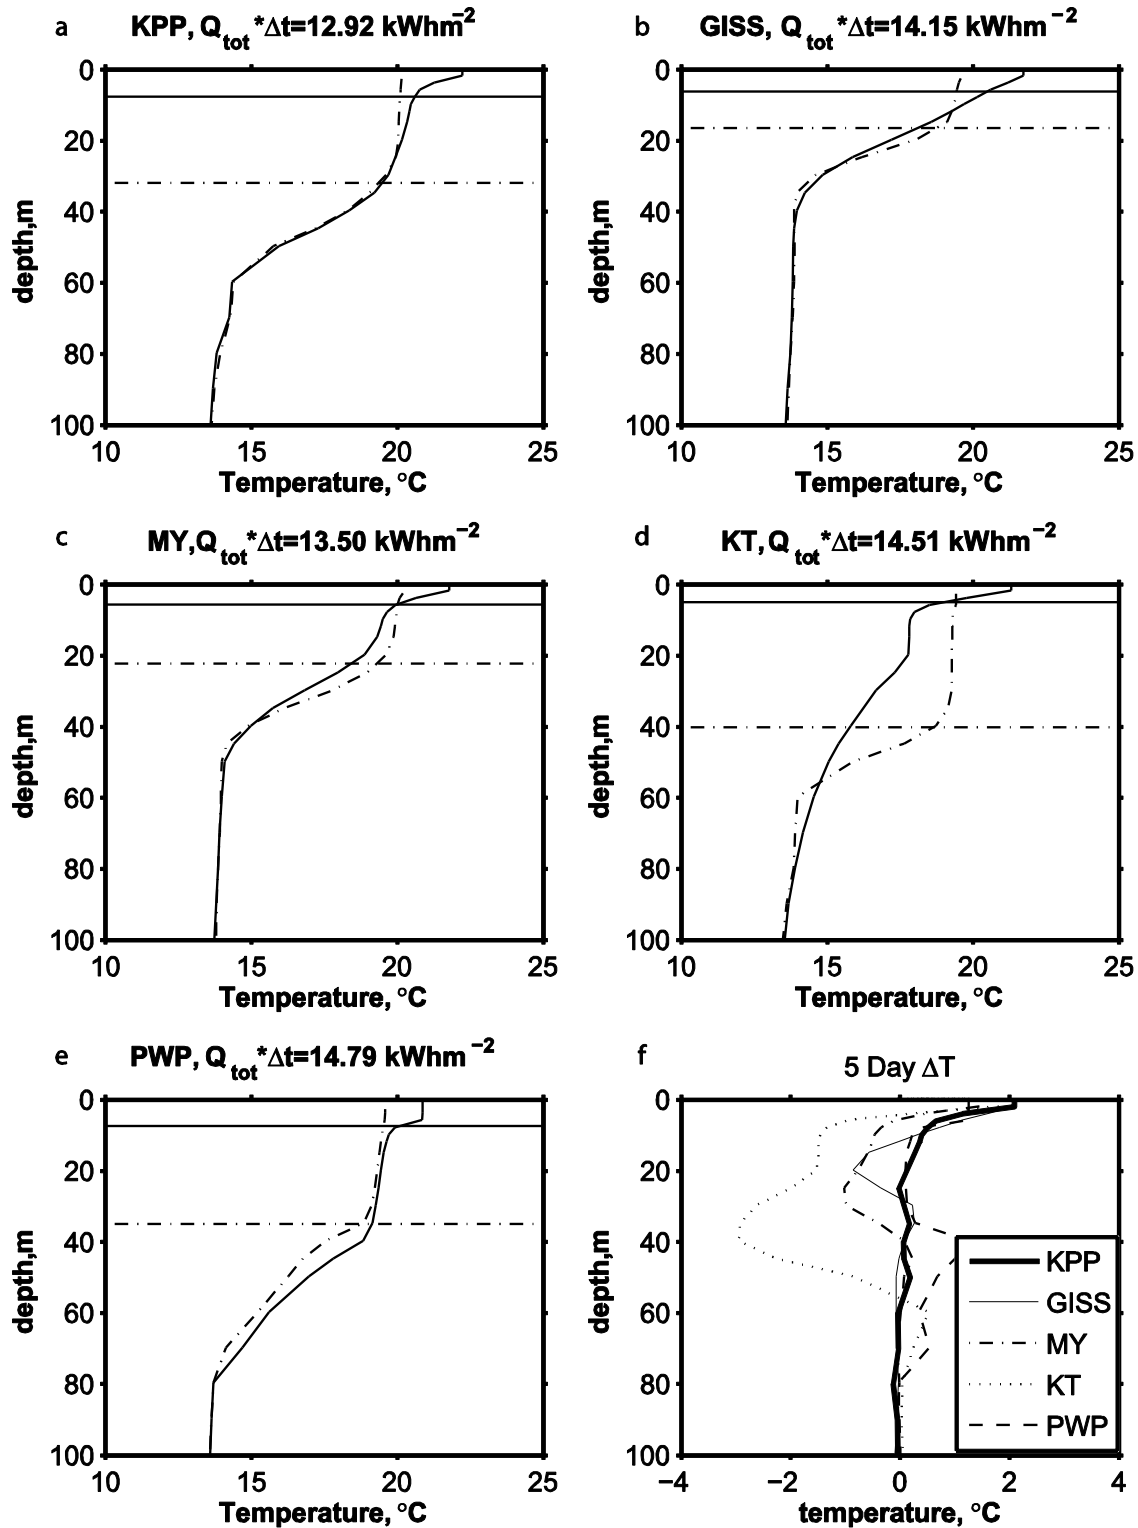 a KPP, Qtot*Δt=12.92 kWhm−2
0
20
40
60
80
100
depth,m
10 15 20 25
Temperature, °C
b GISS, Qtot*Δt=14.15 kWhm−2
0
20
40
60
80
100
depth,m
10 15 20 25
Temperature, °C
c MY,Qtot*Δt=13.50 kWhm−2
0
20
40
60
80
100
depth,m
10 15 20 25
Temperature, °C
d KT,Qtot*Δt=14.51 kWhm−2
0
20
40
60
80
100
depth,m
10 15 20 25
Temperature, °C
e PWP, Qtot*Δt=14.79 kWhm−2
0
20
40
60
80
100
depth,m
10 15 20 25
Temperature, °C
f 5 Day ΔT
0
20
40
60
80
100
depth,m
KPP
GISS
MY
KT
PWP
−4 −2 0 2 4
temperature, °C